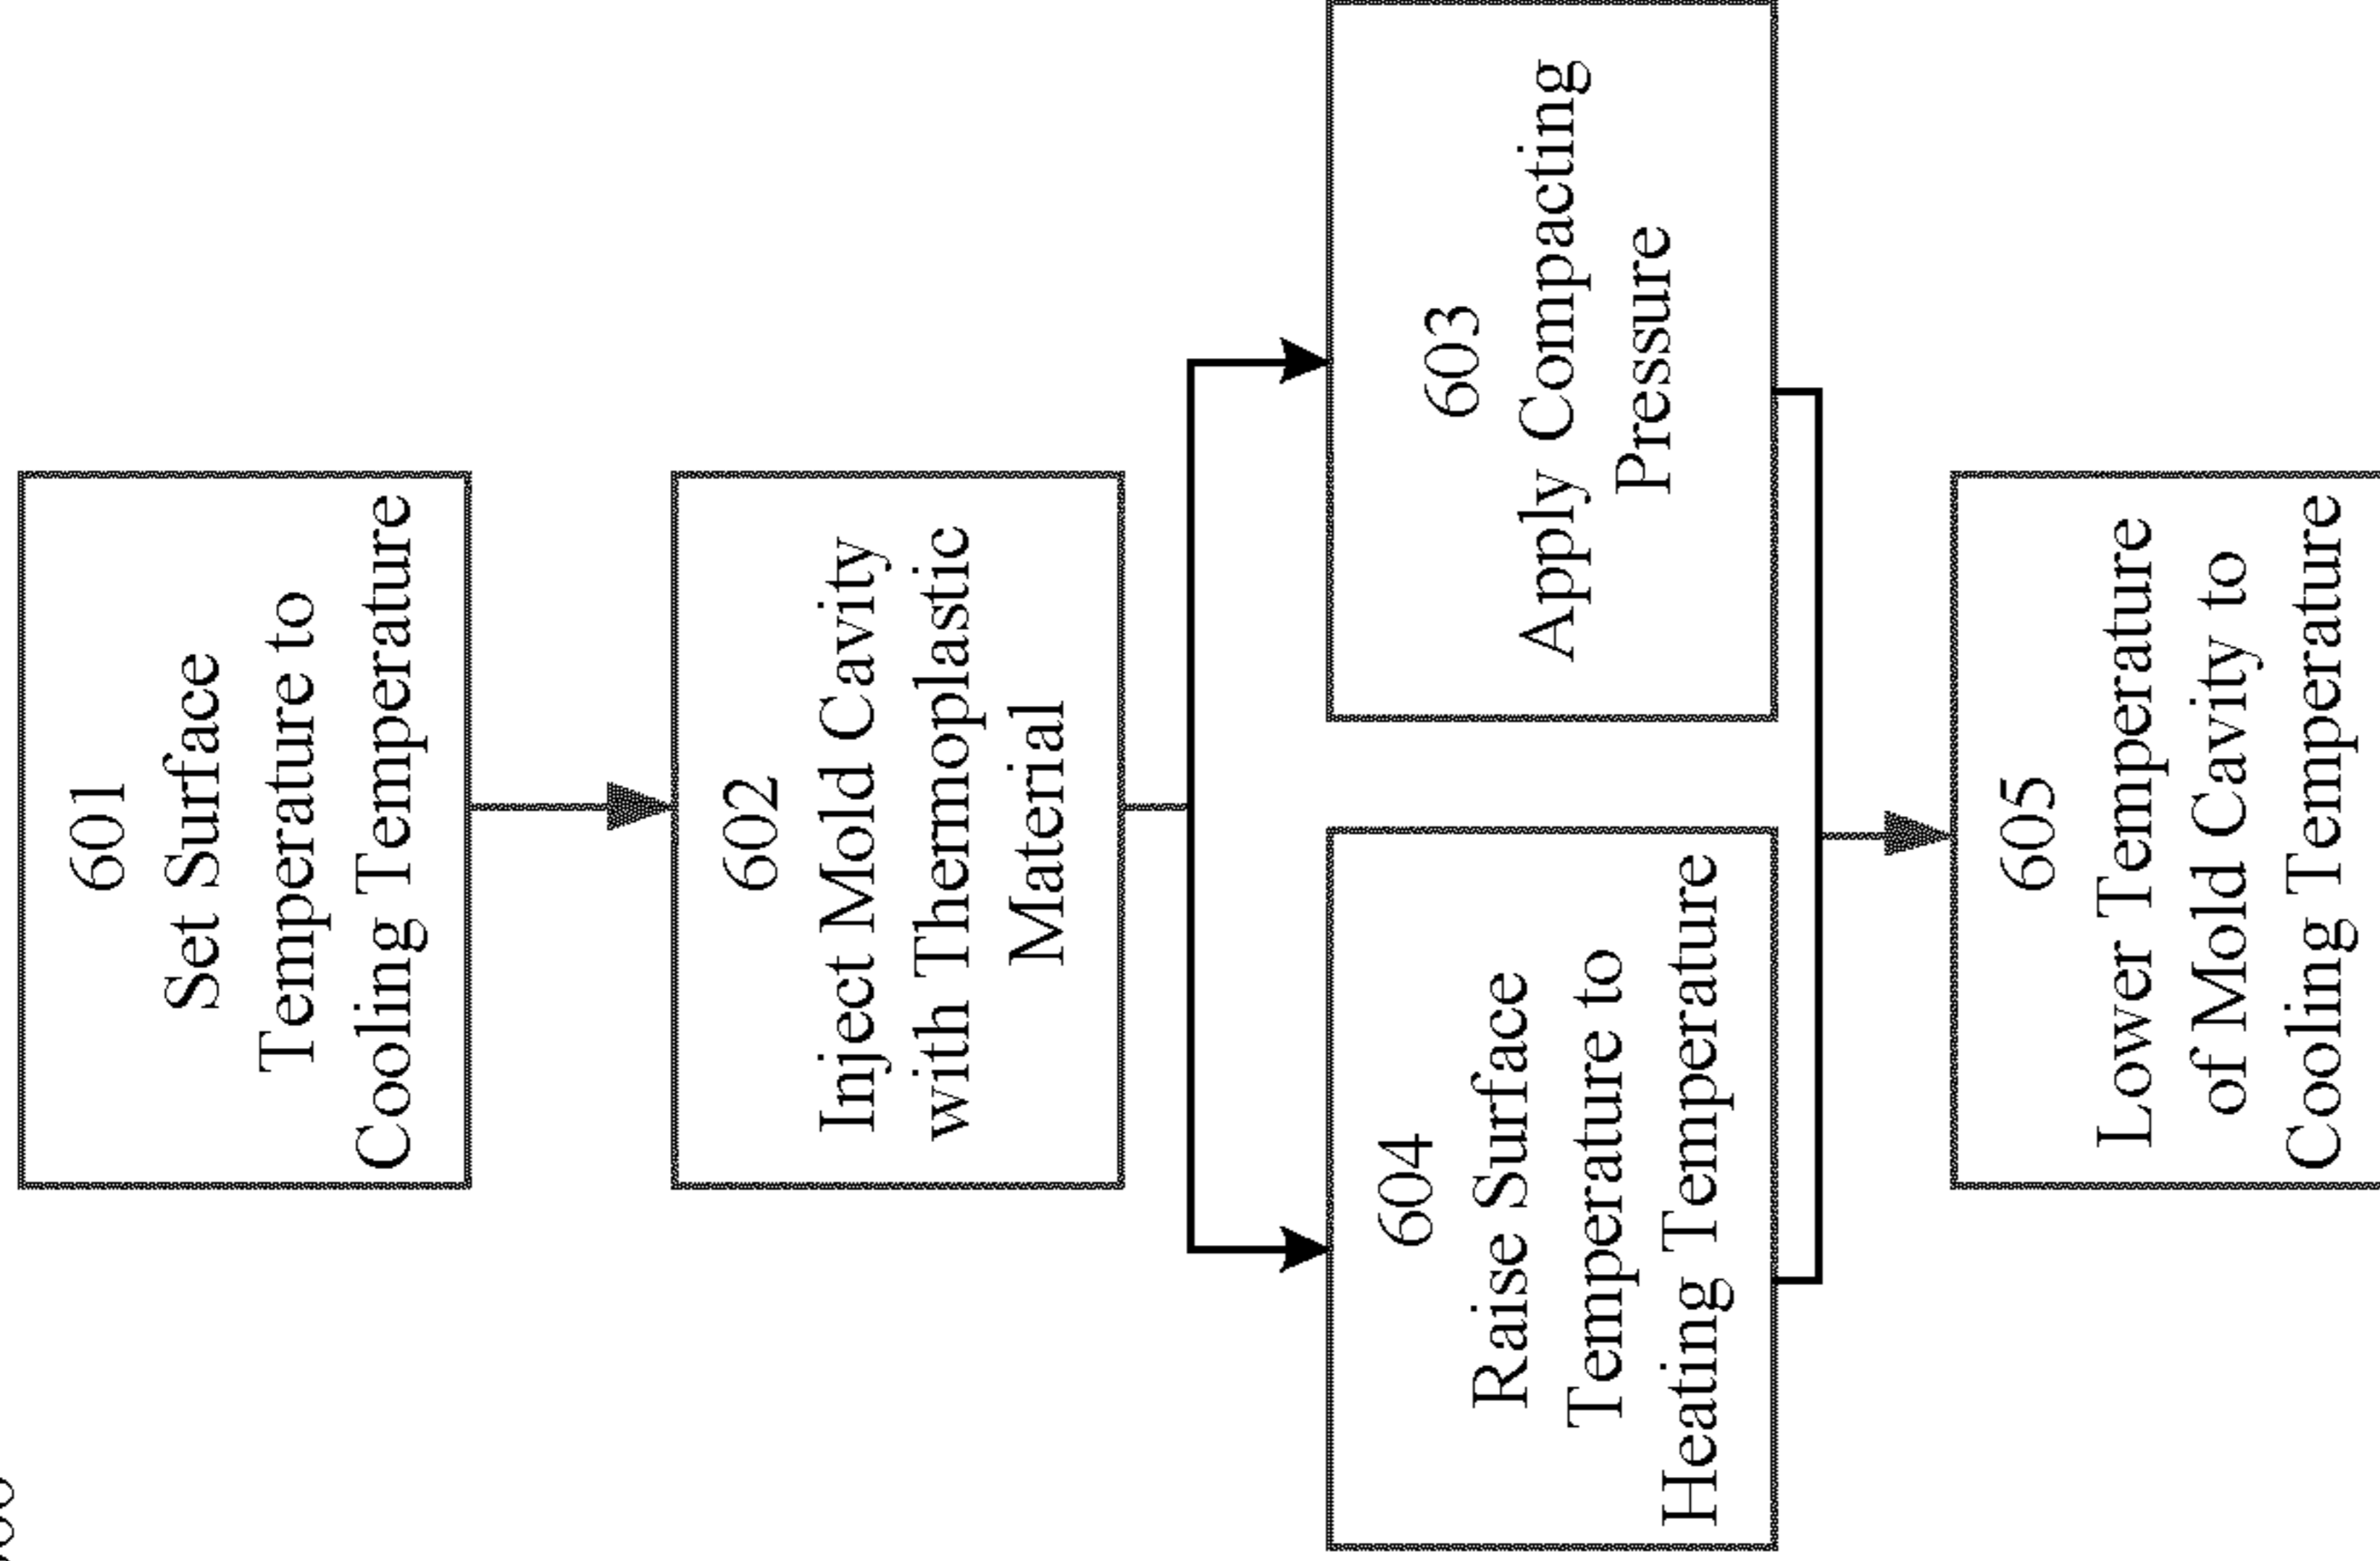 601
Set Surface
Temperature to
Cooling Temperature
602
Inject Mold Cavity
with Thermoplastic
Material
603
Apply Compacting
Pressure
604
Raise Surface
Temperature to
Heating Temperature
605
Lower Temperature
of Mold Cavity to
Cooling Temperature